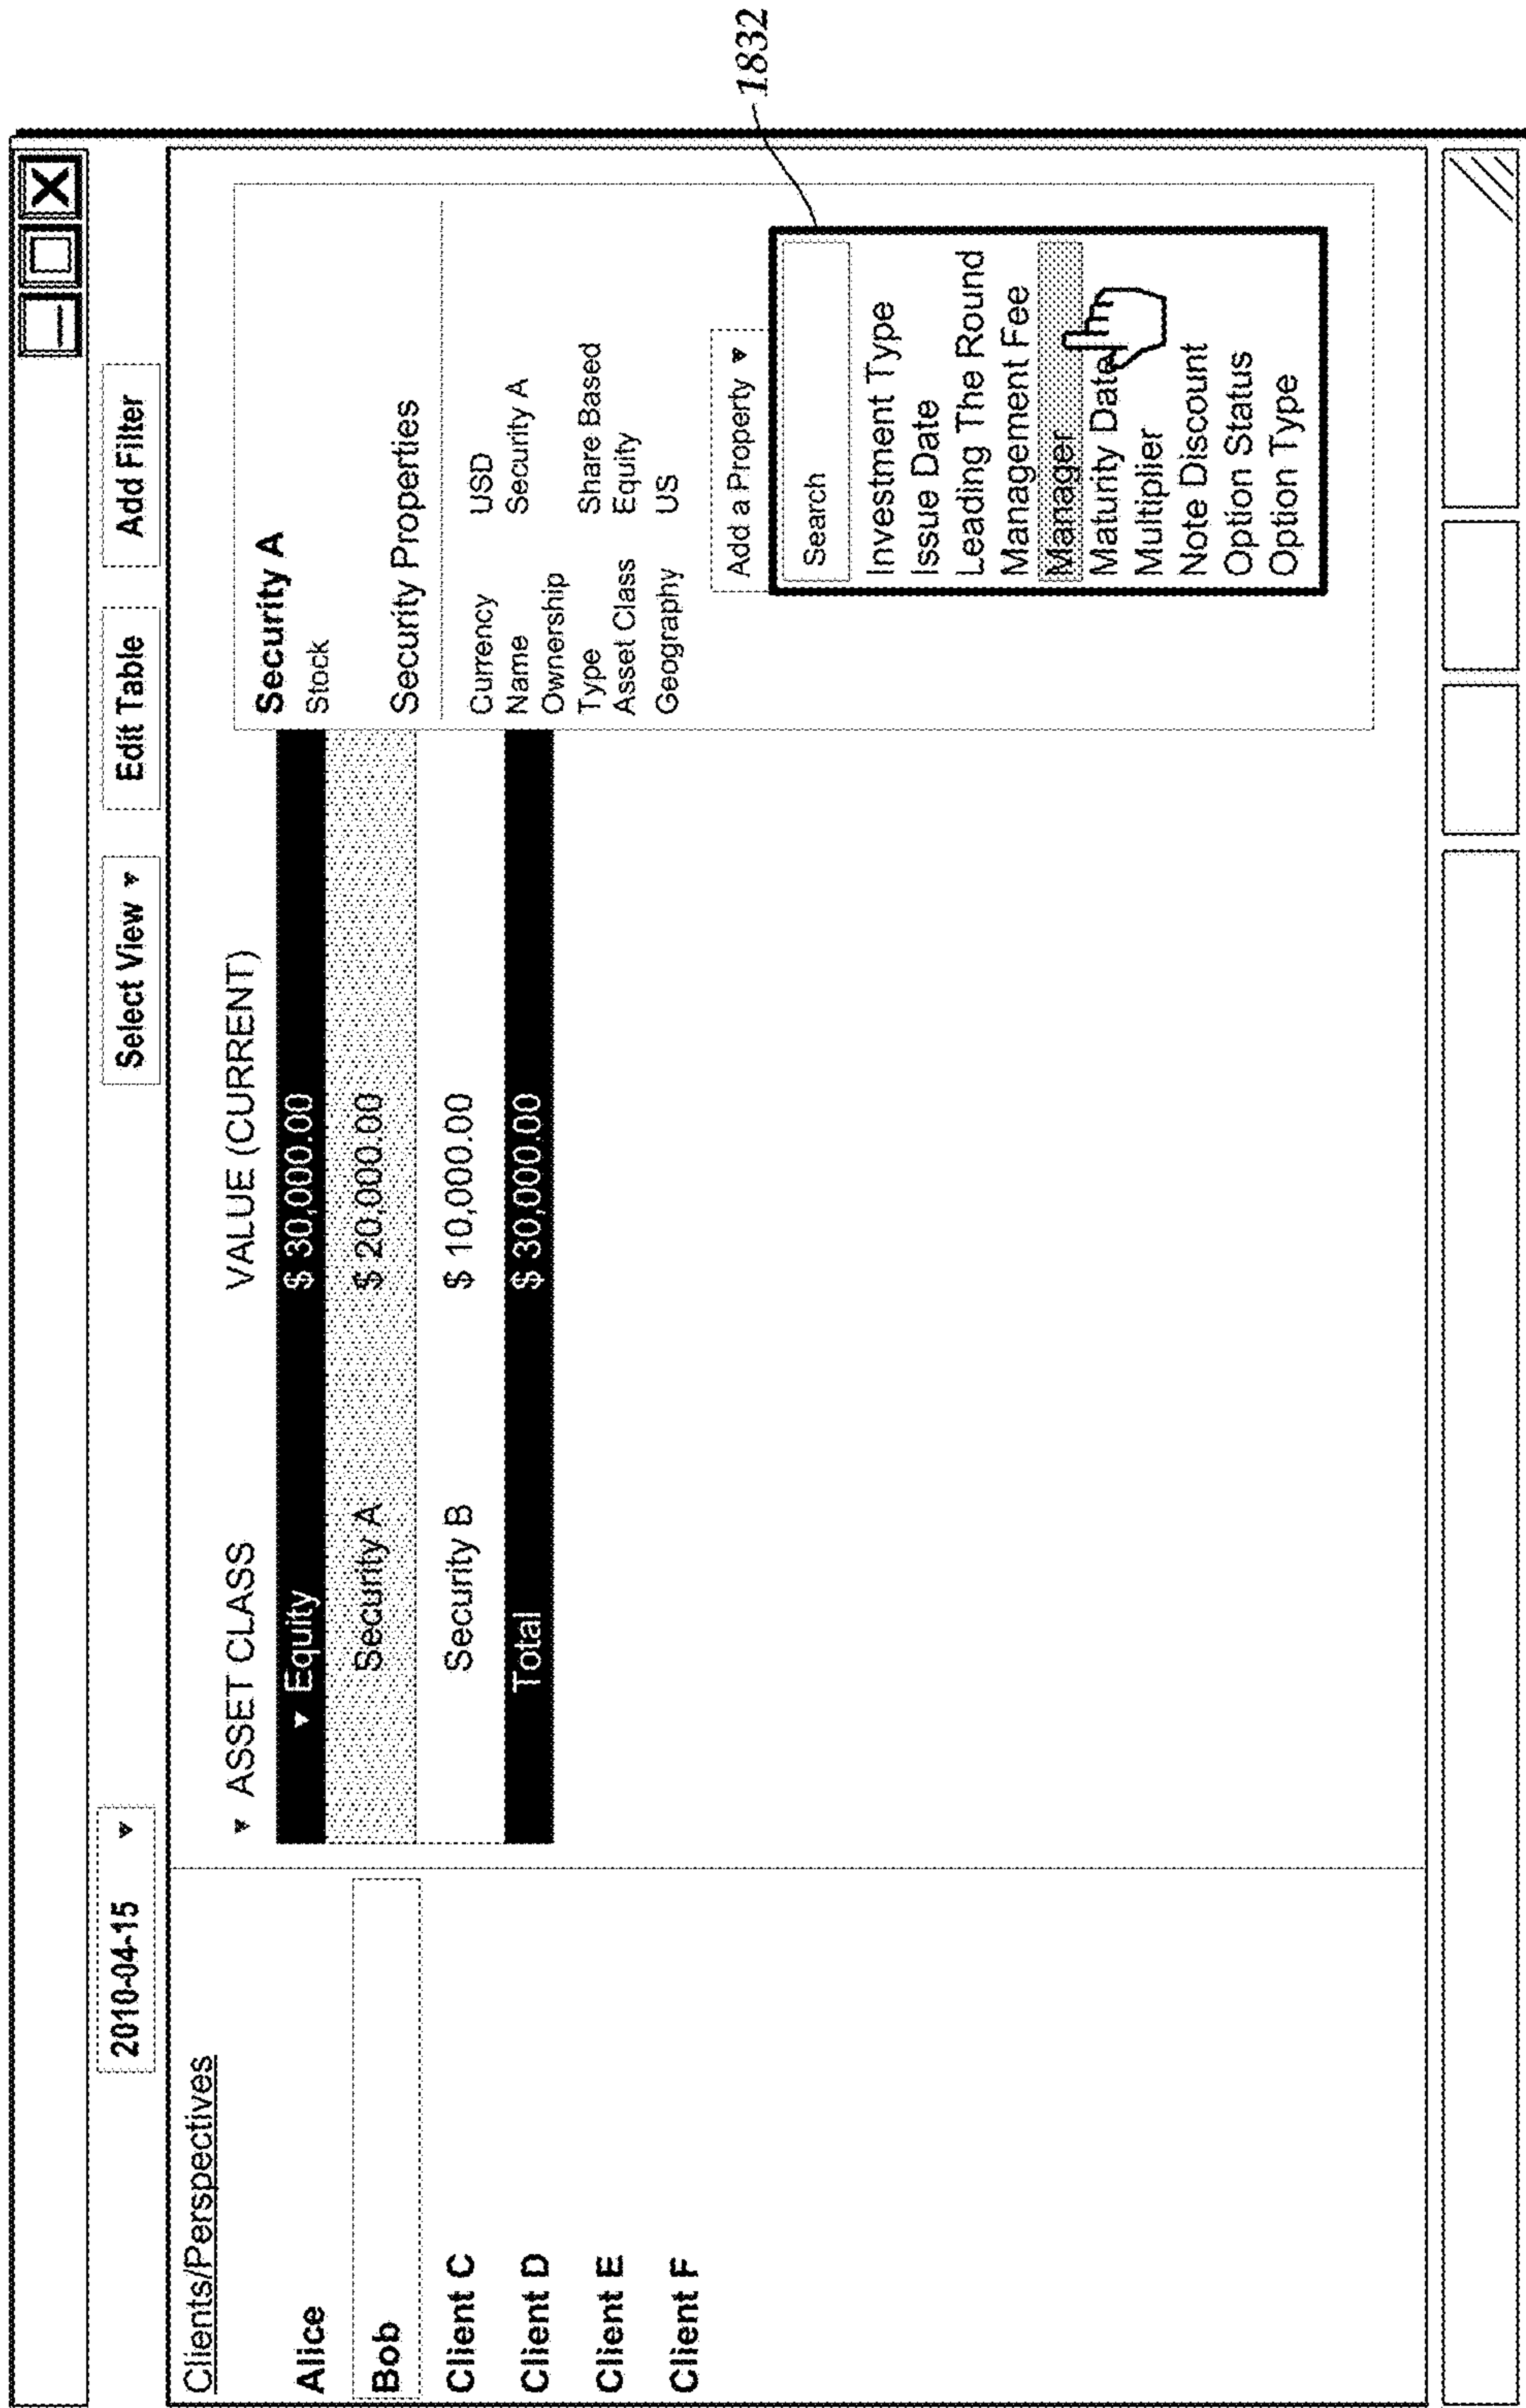 2010-04-15 ▼
Select View ▼
Edit Table
Add Filter
Clients/Perspectives
Alice
Bob
Client C
Client D
Client E
Client F
▼ ASSET CLASS VALUE (CURRENT)
▼ Equity $ 30,000.00
Security A $ 20,000.00
Security B $ 10,000.00
Total $ 30,000.00
Security A
Stock
Security Properties
Currency USD
Name Security A
Ownership
Type Share Based
Asset Class Equity
Geography US
Add a Property ▼
Search
Investment Type
Issue Date
Leading The Round
Management Fee
Manager
Maturity Date
Multiplier
Note Discount
Option Status
Option Type
1832